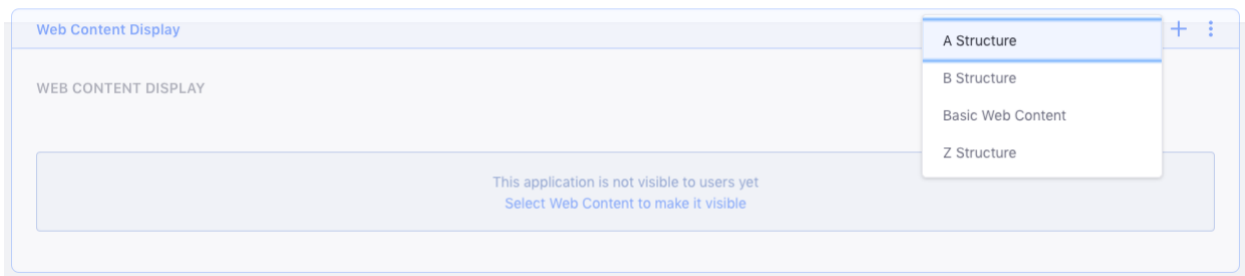 Web Content Display
A Structure
WEB CONTENT DISPLAY
B Structure
Basic Web Content
Z Structure
This application is not visible to users yet
Select Web Content to make it visible